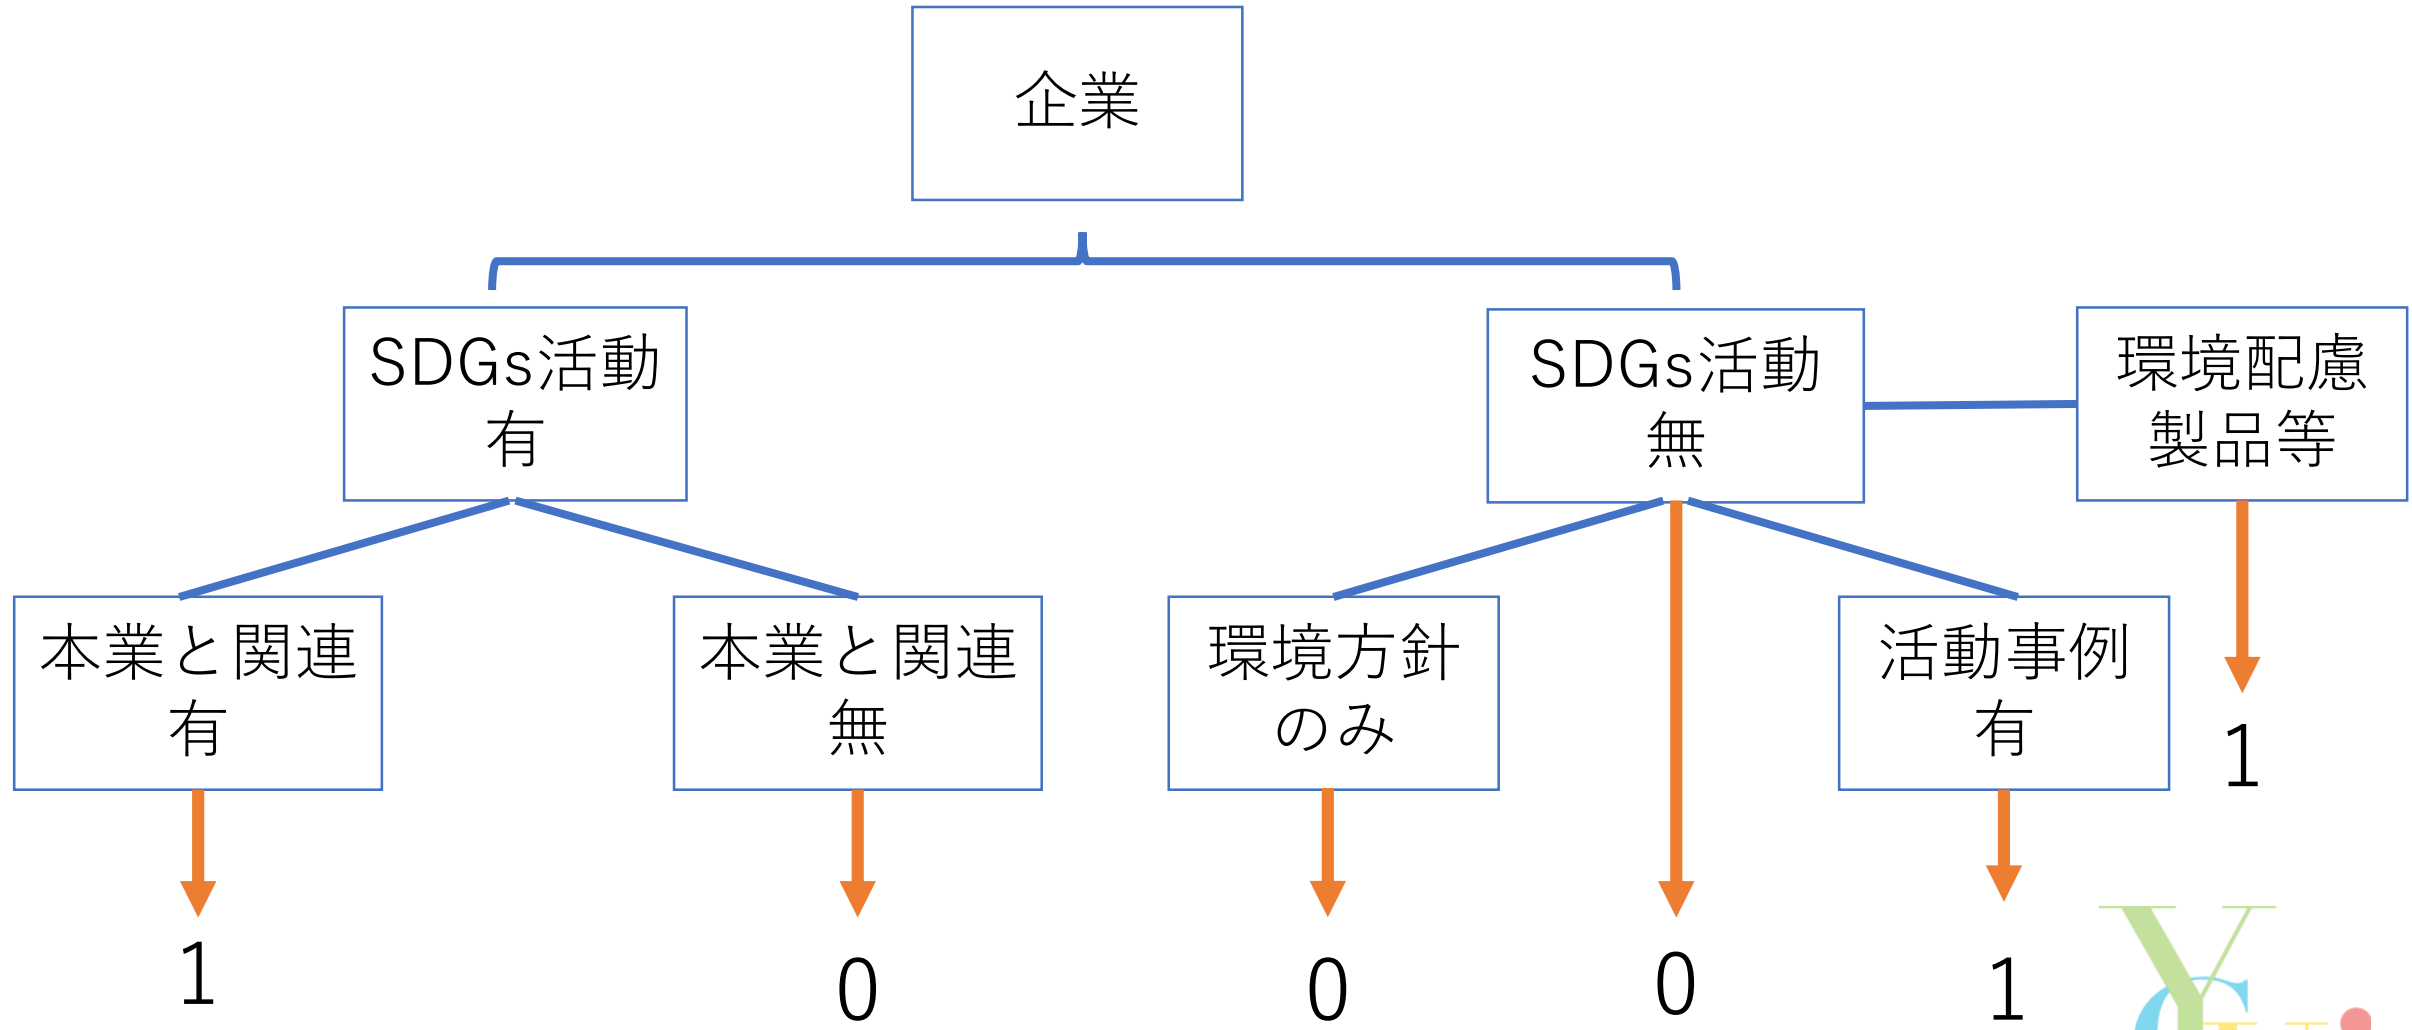 企業
SDGs活動
有
SDGs活動
無
環境配慮
製品等
本業と関連
有
本業と関連
無
環境方針
のみ
活動事例
有
1
1
0
0
0
1